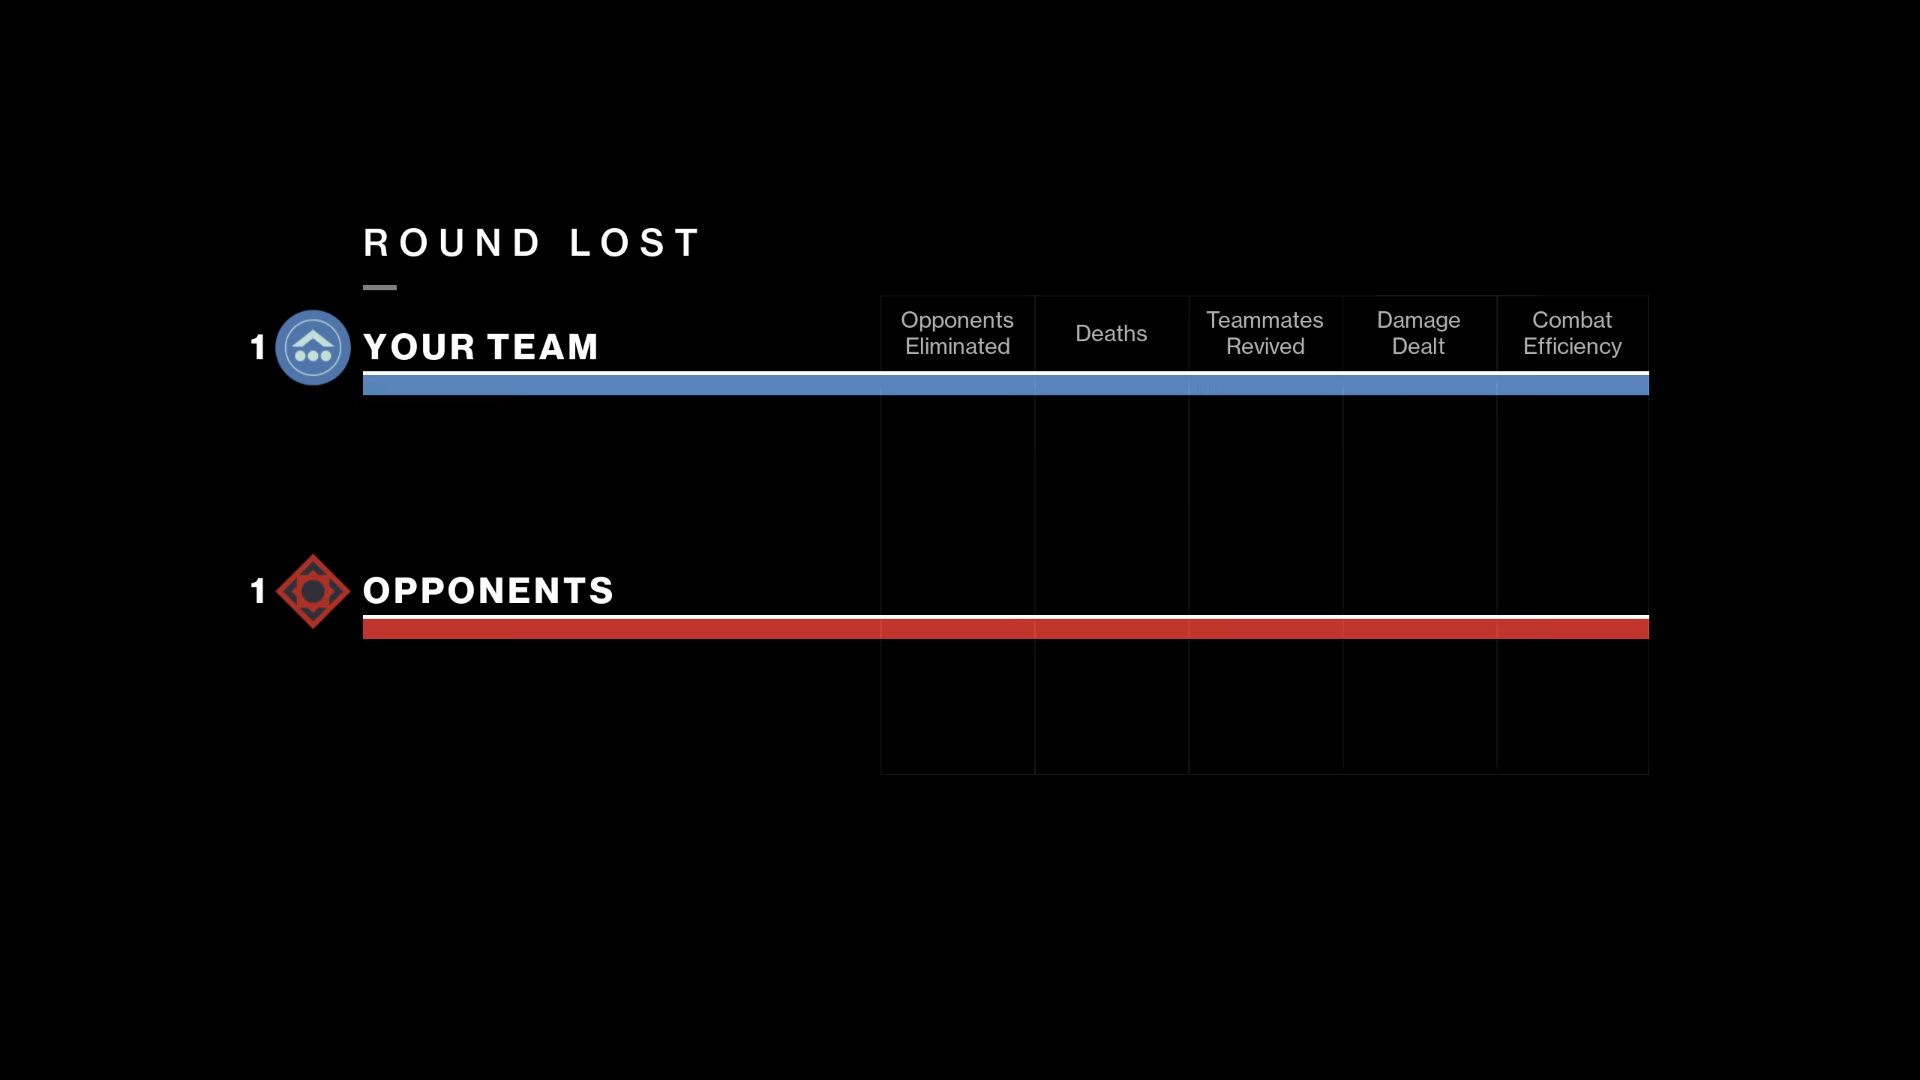 ROUND LOST
1 YOUR TEAM
Opponents Eliminated
Deaths
Teammates Revived
Damage Dealt
Combat Efficiency
1 OPPONENTS